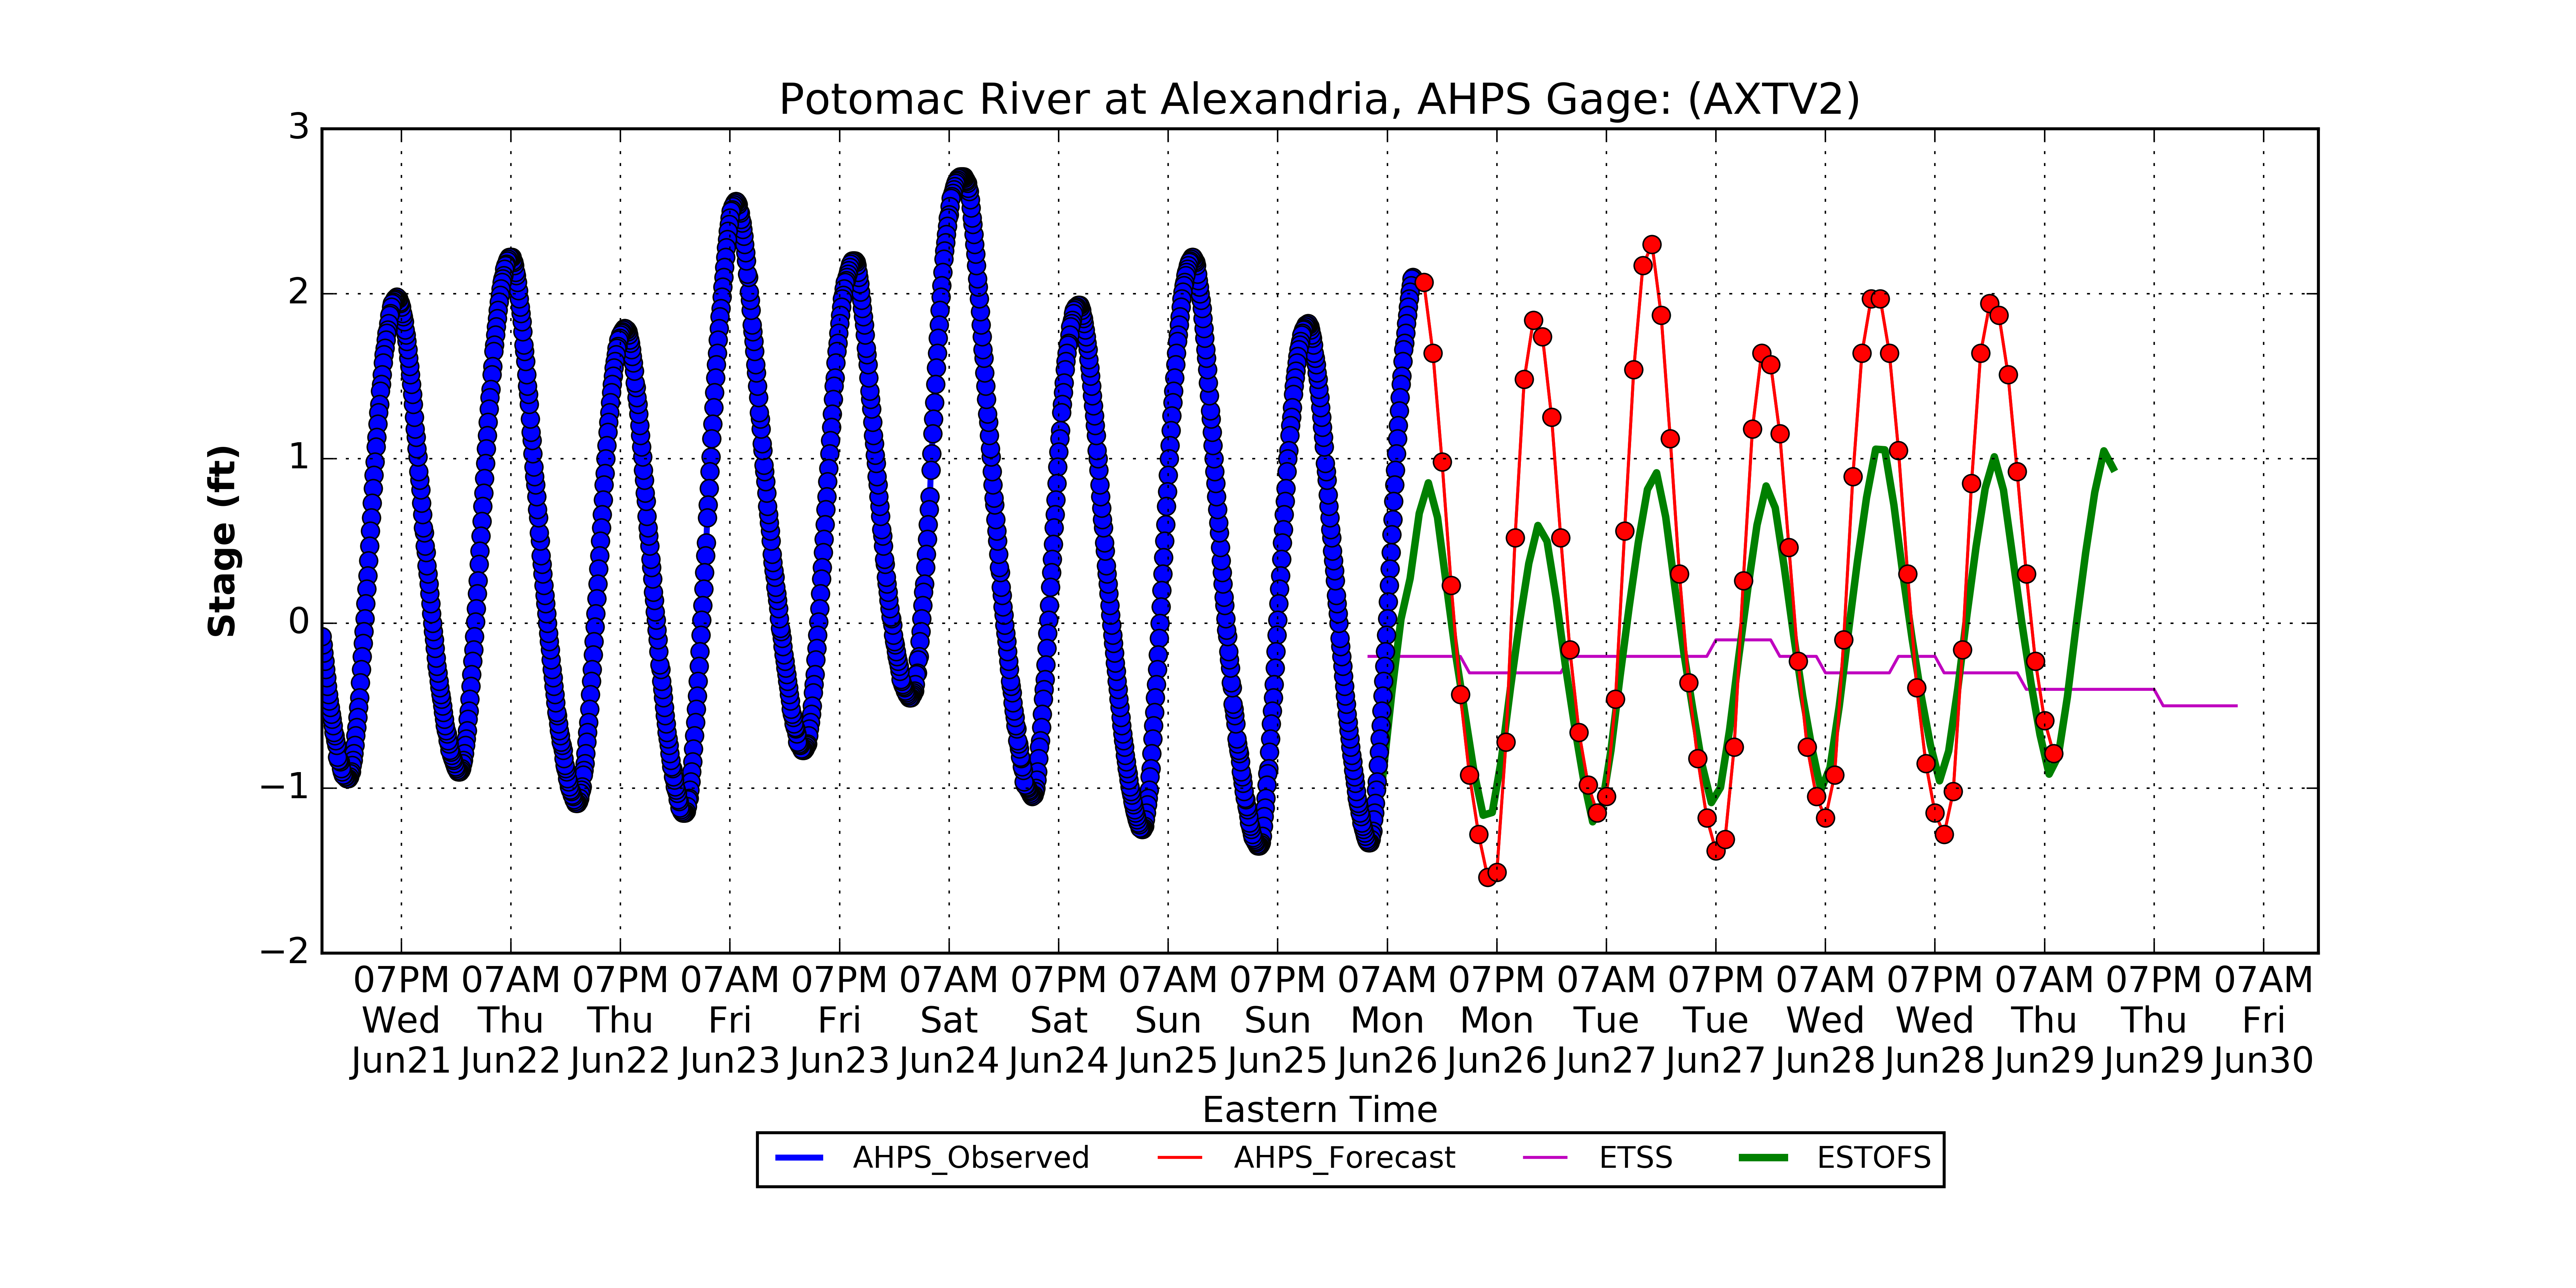 Potomac River at Alexandria, AHPS Gage: (AXTV2)
3
2
1
0
−1
−2
Stage (ft)
07PM 07AM 07PM 07AM 07PM 07AM 07PM 07AM 07PM 07AM 07PM 07AM 07PM 07AM 07PM 07AM 07PM 07AM
Wed Thu Thu Fri Fri Sat Sat Sun Sun Mon Mon Tue Tue Wed Wed Thu Thu Fri
Jun21 Jun22 Jun22 Jun23 Jun23 Jun24 Jun24 Jun25 Jun25 Jun26 Jun26 Jun27 Jun27 Jun28 Jun28 Jun29 Jun29 Jun30
Eastern Time
AHPS_Observed AHPS_Forecast ETSS ESTOFS